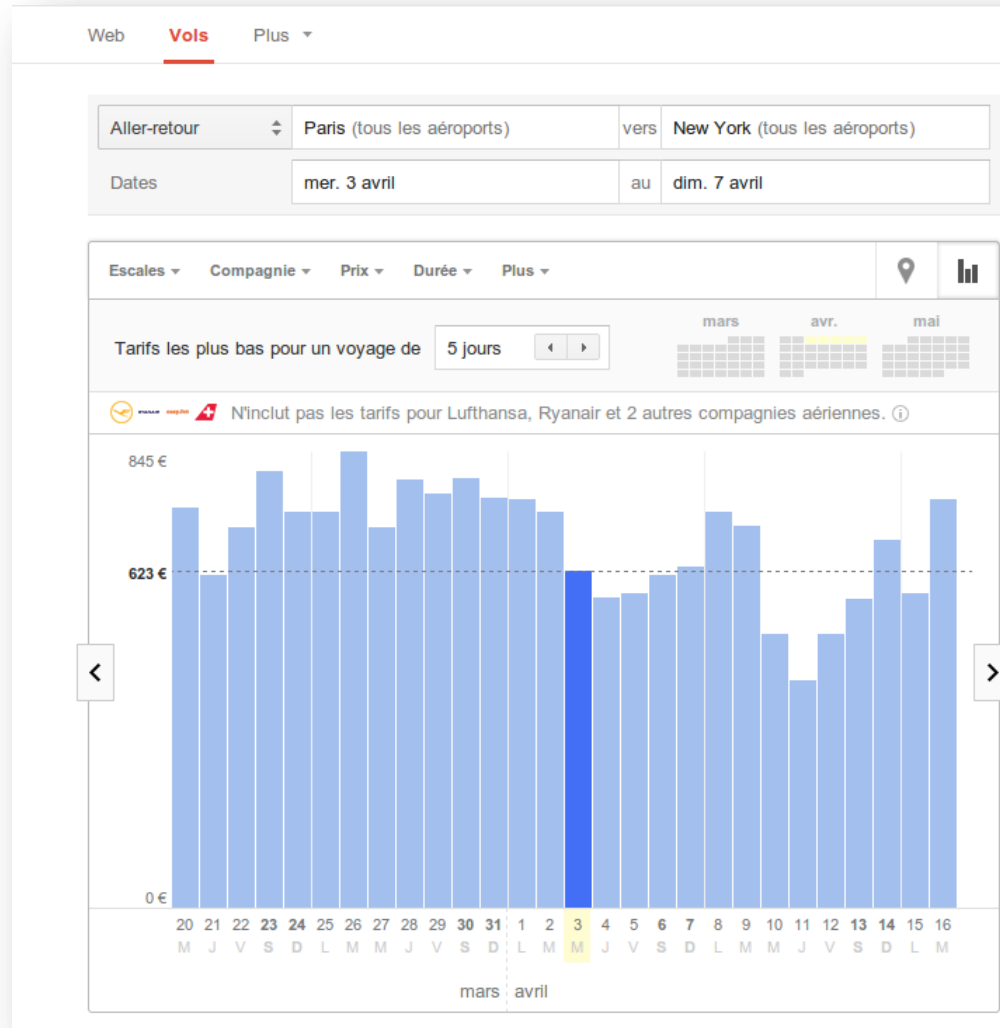 Web Vols Plus
Aller-retour Paris (tous les aéroports) vers New York (tous les aéroports)
Dates mer. 3 avril au dim. 7 avril
Escales Compagnie Prix Durée Plus
mars avr. mai
Tarifs les plus bas pour un voyage de 5 jours
N'inclut pas les tarifs pour Lufthansa, Ryanair et 2 autres compagnies aériennes.
845 €
623 €
0 €
20 21 22 23 24 25 26 27 28 29 30 31 1 2 3 4 5 6 7 8 9 10 11 12 13 14 15 16
M J V S D L M M J V S D L M M J V S D L M M J V S D L M
mars avril